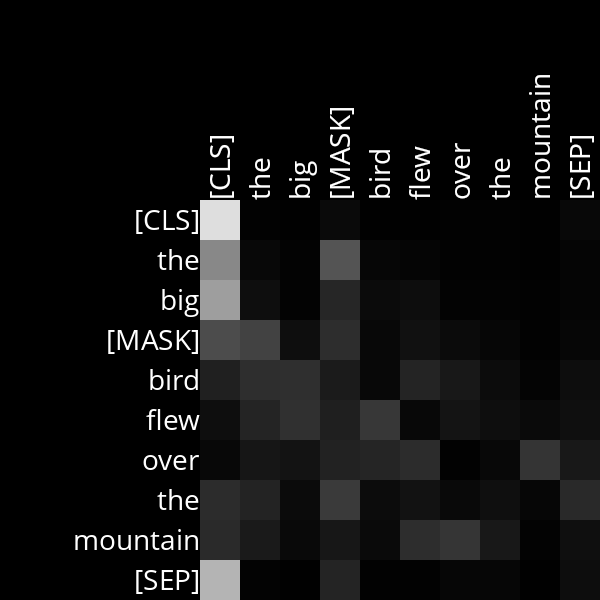 [CLS] the big [MASK] bird flew over the mountain [SEP]
[CLS]
the
big
[MASK]
bird
flew
over
the
mountain
[SEP]